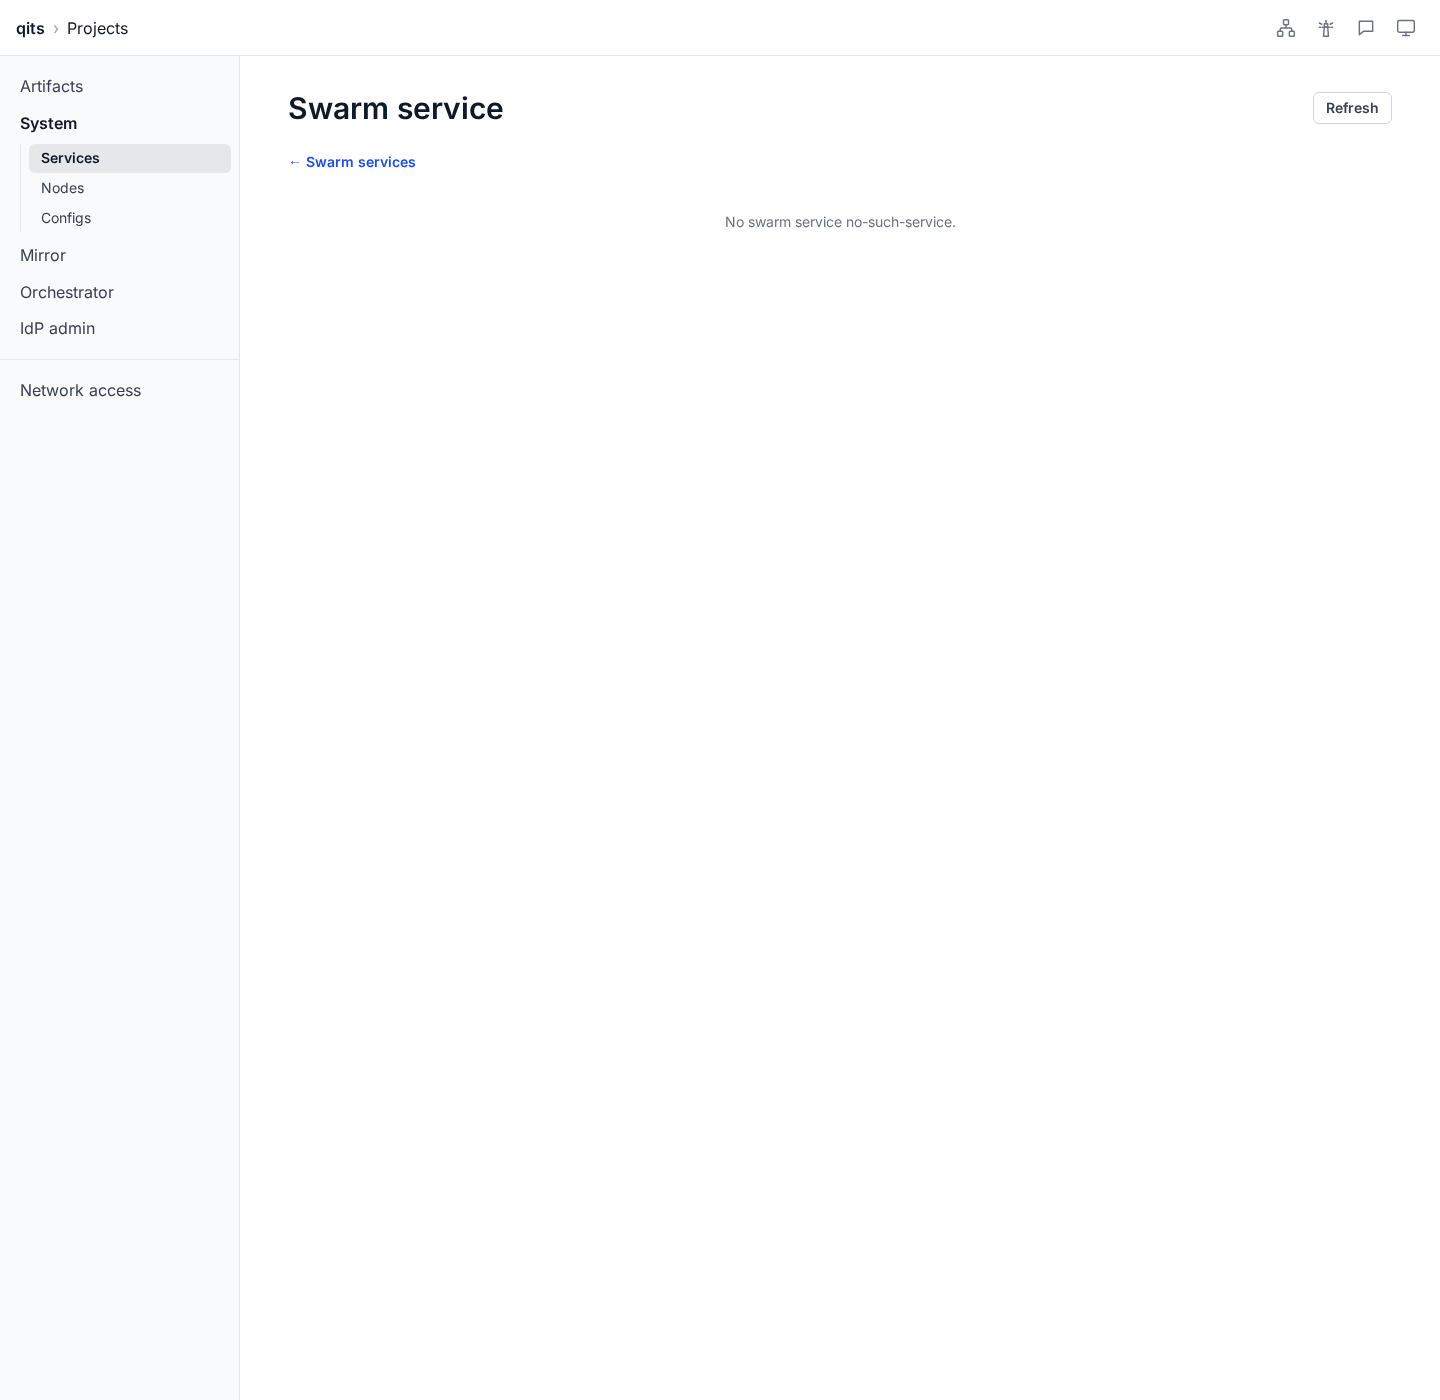 qits › Projects
Artifacts
System
Services
Nodes
Configs
Mirror
Orchestrator
IdP admin
Network access
Swarm service
Refresh
← Swarm services
No swarm service no-such-service.